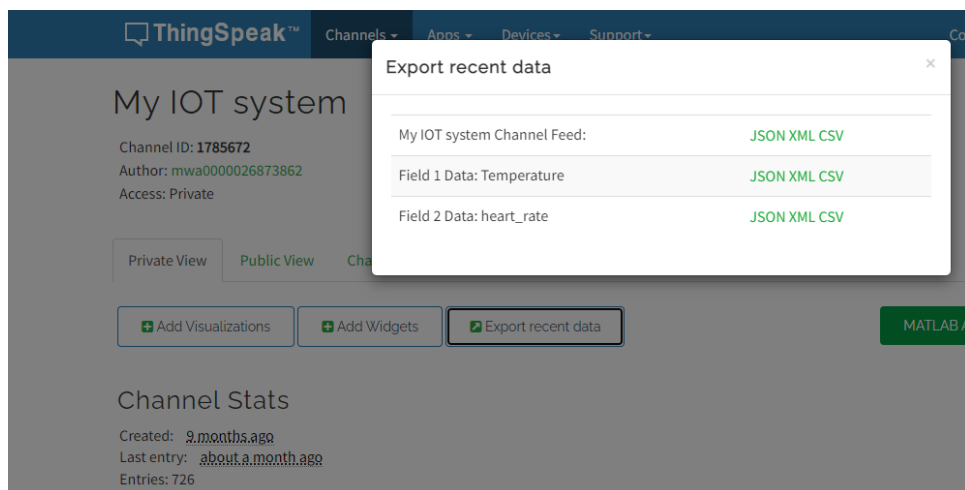 ThingSpeak™ Channels Apps Devices Support Co
Export recent data ×
My IOT system
My IOT system Channel Feed: JSON XML CSV
Channel ID: 1785672
Author: mwa0000026873862
Field 1 Data: Temperature JSON XML CSV
Access: Private
Field 2 Data: heart_rate JSON XML CSV
Private View Public View Cha
Add Visualizations Add Widgets Export recent data MATLAB A
Channel Stats
Created: 9 months ago
Last entry: about a month ago
Entries: 726